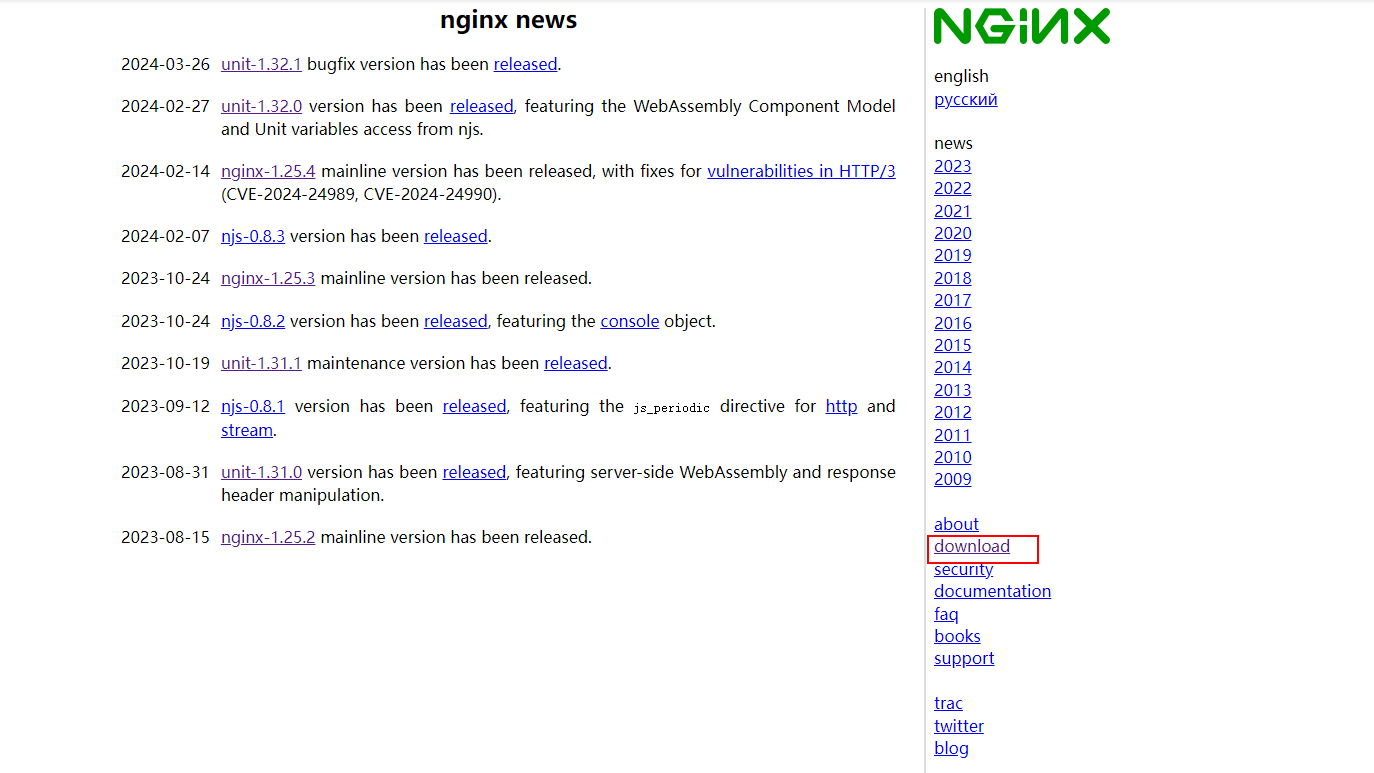 nginx news
2024-03-26 unit-1.32.1 bugfix version has been released.
2024-02-27 unit-1.32.0 version has been released, featuring the WebAssembly Component Model
and Unit variables access from njs.
2024-02-14 nginx-1.25.4 mainline version has been released, with fixes for vulnerabilities in HTTP/3
(CVE-2024-24989, CVE-2024-24990).
2024-02-07 njs-0.8.3 version has been released.
2023-10-24 nginx-1.25.3 mainline version has been released.
2023-10-24 njs-0.8.2 version has been released, featuring the console object.
2023-10-19 unit-1.31.1 maintenance version has been released.
2023-09-12 njs-0.8.1 version has been released, featuring the js_periodic directive for http and
stream.
2023-08-31 unit-1.31.0 version has been released, featuring server-side WebAssembly and response
header manipulation.
2023-08-15 nginx-1.25.2 mainline version has been released.
NGINX
english
русский
news
2023
2022
2021
2020
2019
2018
2017
2016
2015
2014
2013
2012
2011
2010
2009
about
download
security
documentation
faq
books
support
trac
twitter
blog